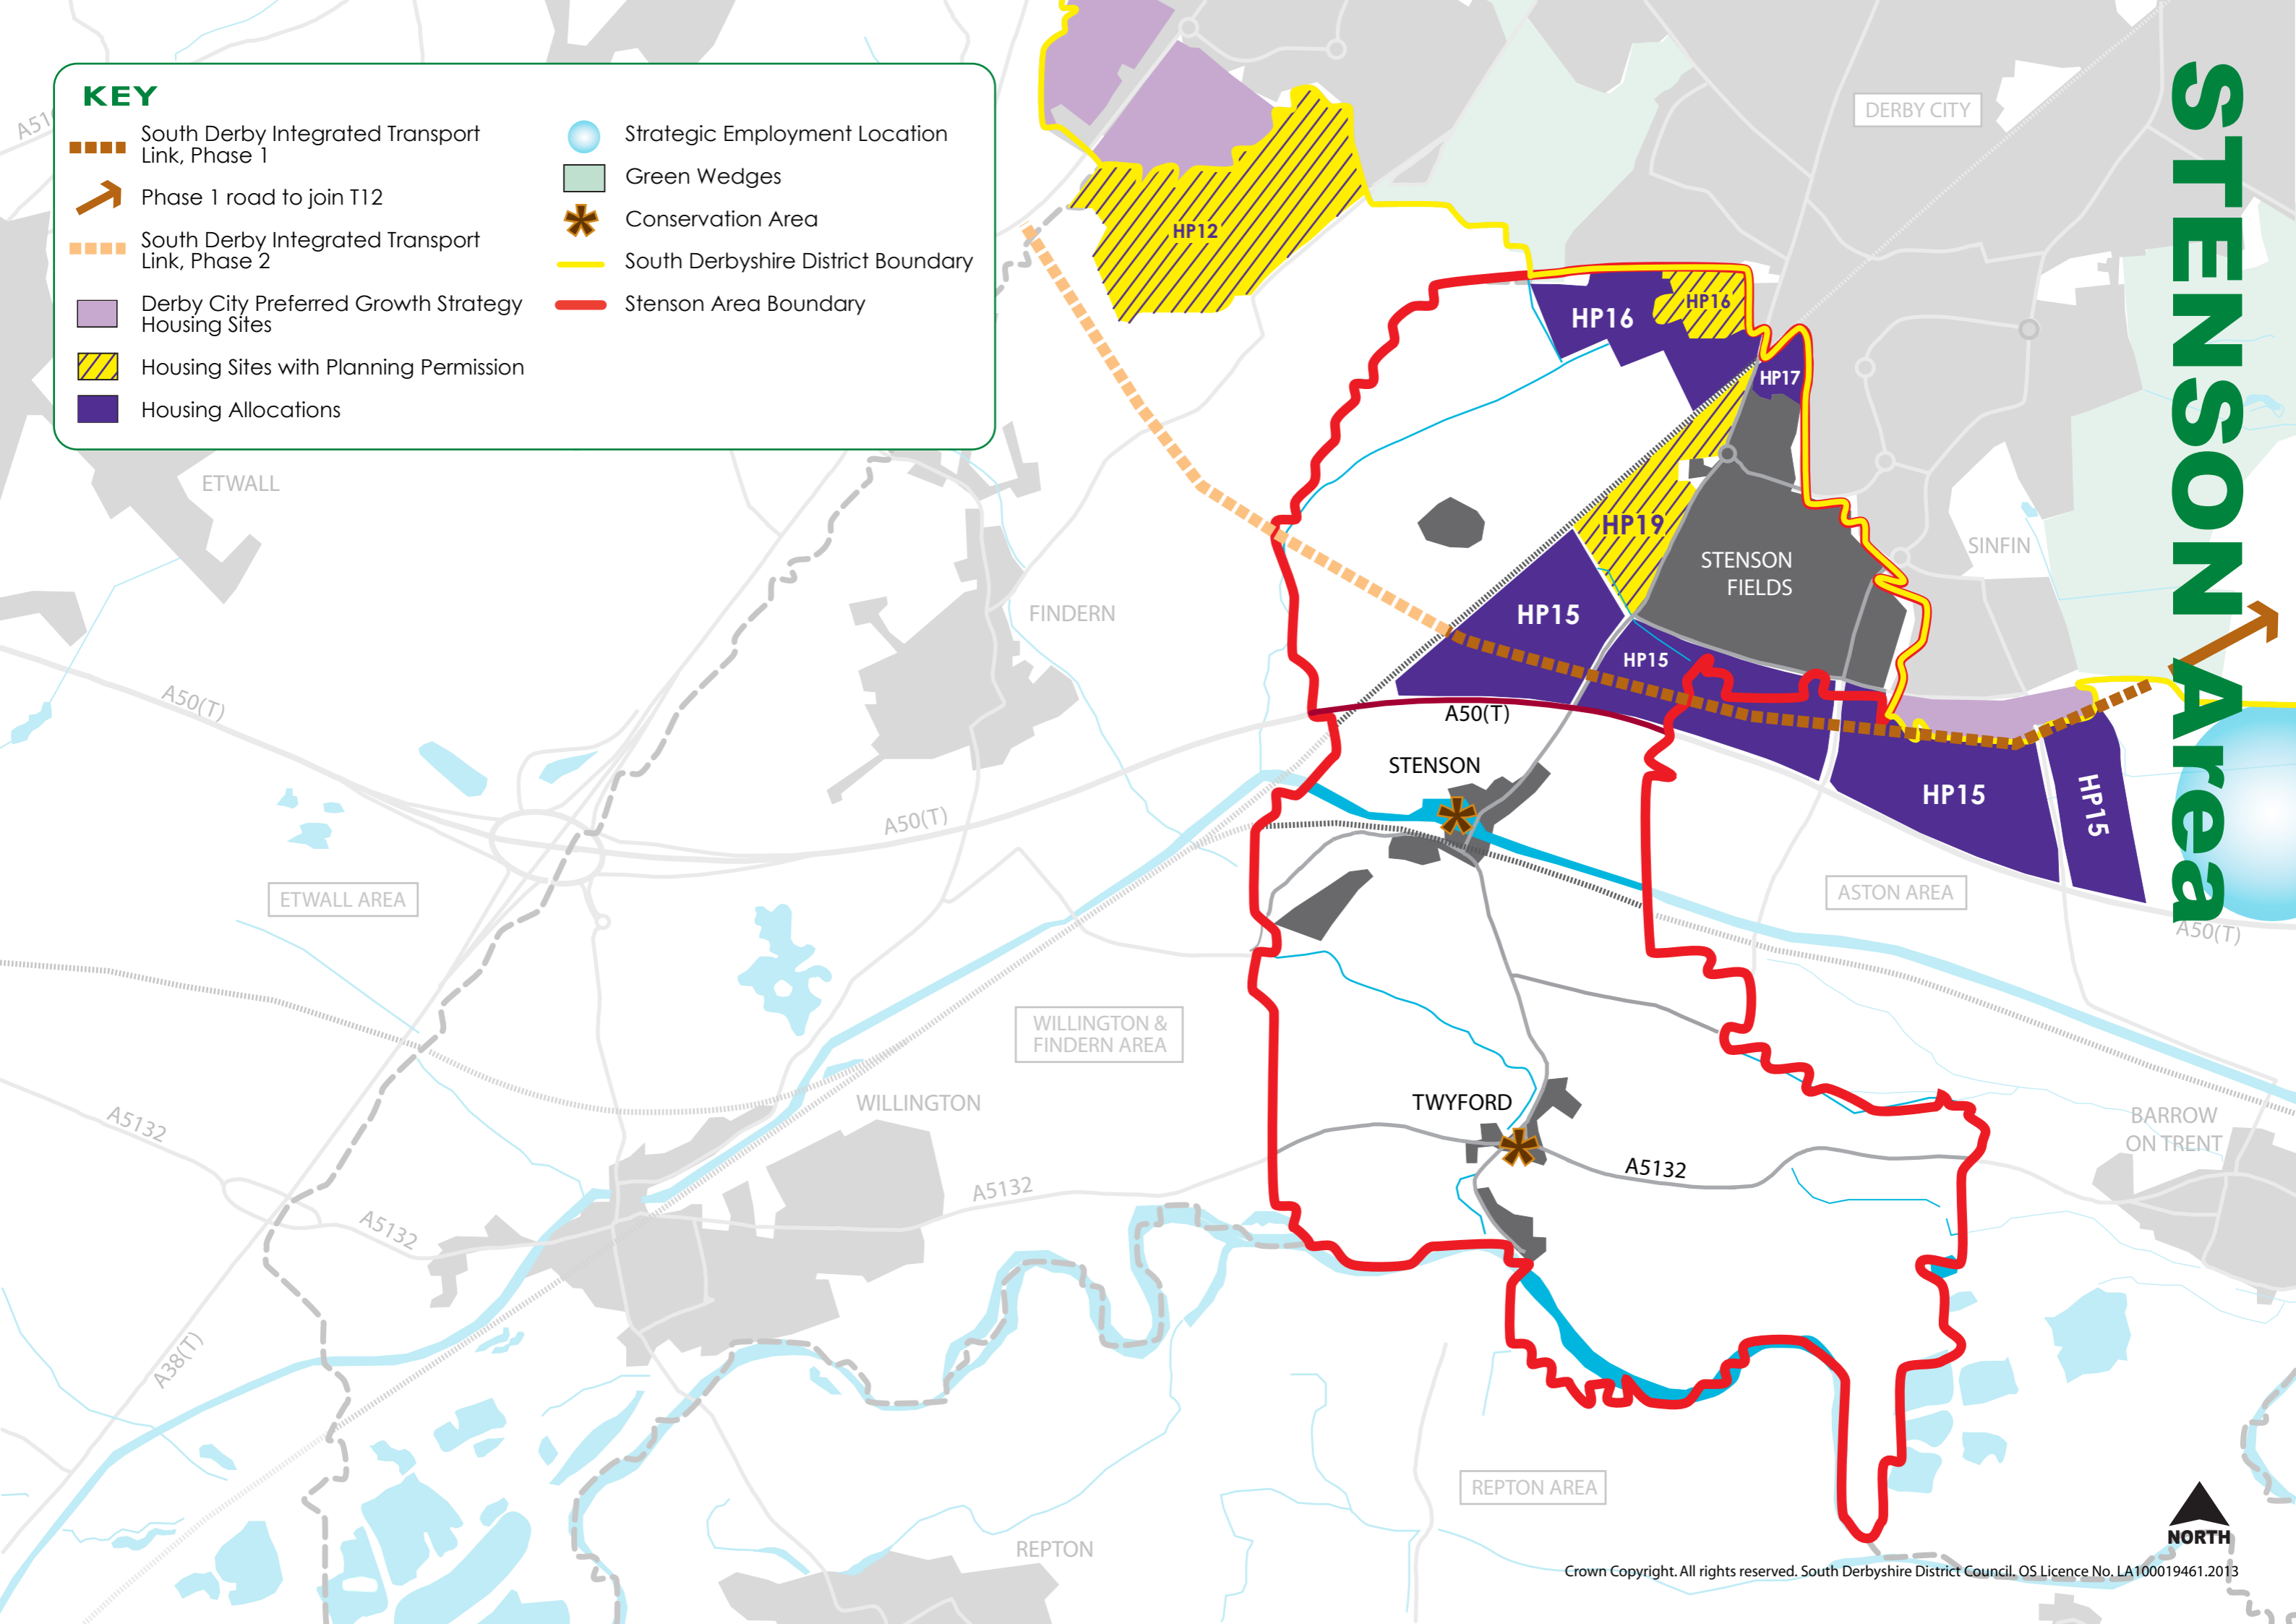 KEY
South Derby Integrated Transport
Link, Phase 1
Phase 1 road to join T12
South Derby Integrated Transport
Link, Phase 2
Derby City Preferred Growth Strategy
Housing Sites
Housing Sites with Planning Permission
Housing Allocations
Strategic Employment Location
Green Wedges
Conservation Area
South Derbyshire District Boundary
Stenson Area Boundary
STENSON Area
DERBY CITY
HP12
HP16
HP16
HP17
ETWALL
HP19
SINFIN
STENSON
FIELDS
FINDERN
HP15
HP15
A50(T)
A50(T)
STENSON
HP15
HP15
A50(T)
ETWALL AREA
ASTON AREA
A50(T)
WILLINGTON &
FINDERN AREA
WILLINGTON
TWYFORD
A5132
BARROW
ON TRENT
A5132
A5132
A5132
A38(T)
REPTON AREA
REPTON
NORTH
Crown Copyright. All rights reserved. South Derbyshire District Council. OS Licence No. LA100019461.2013